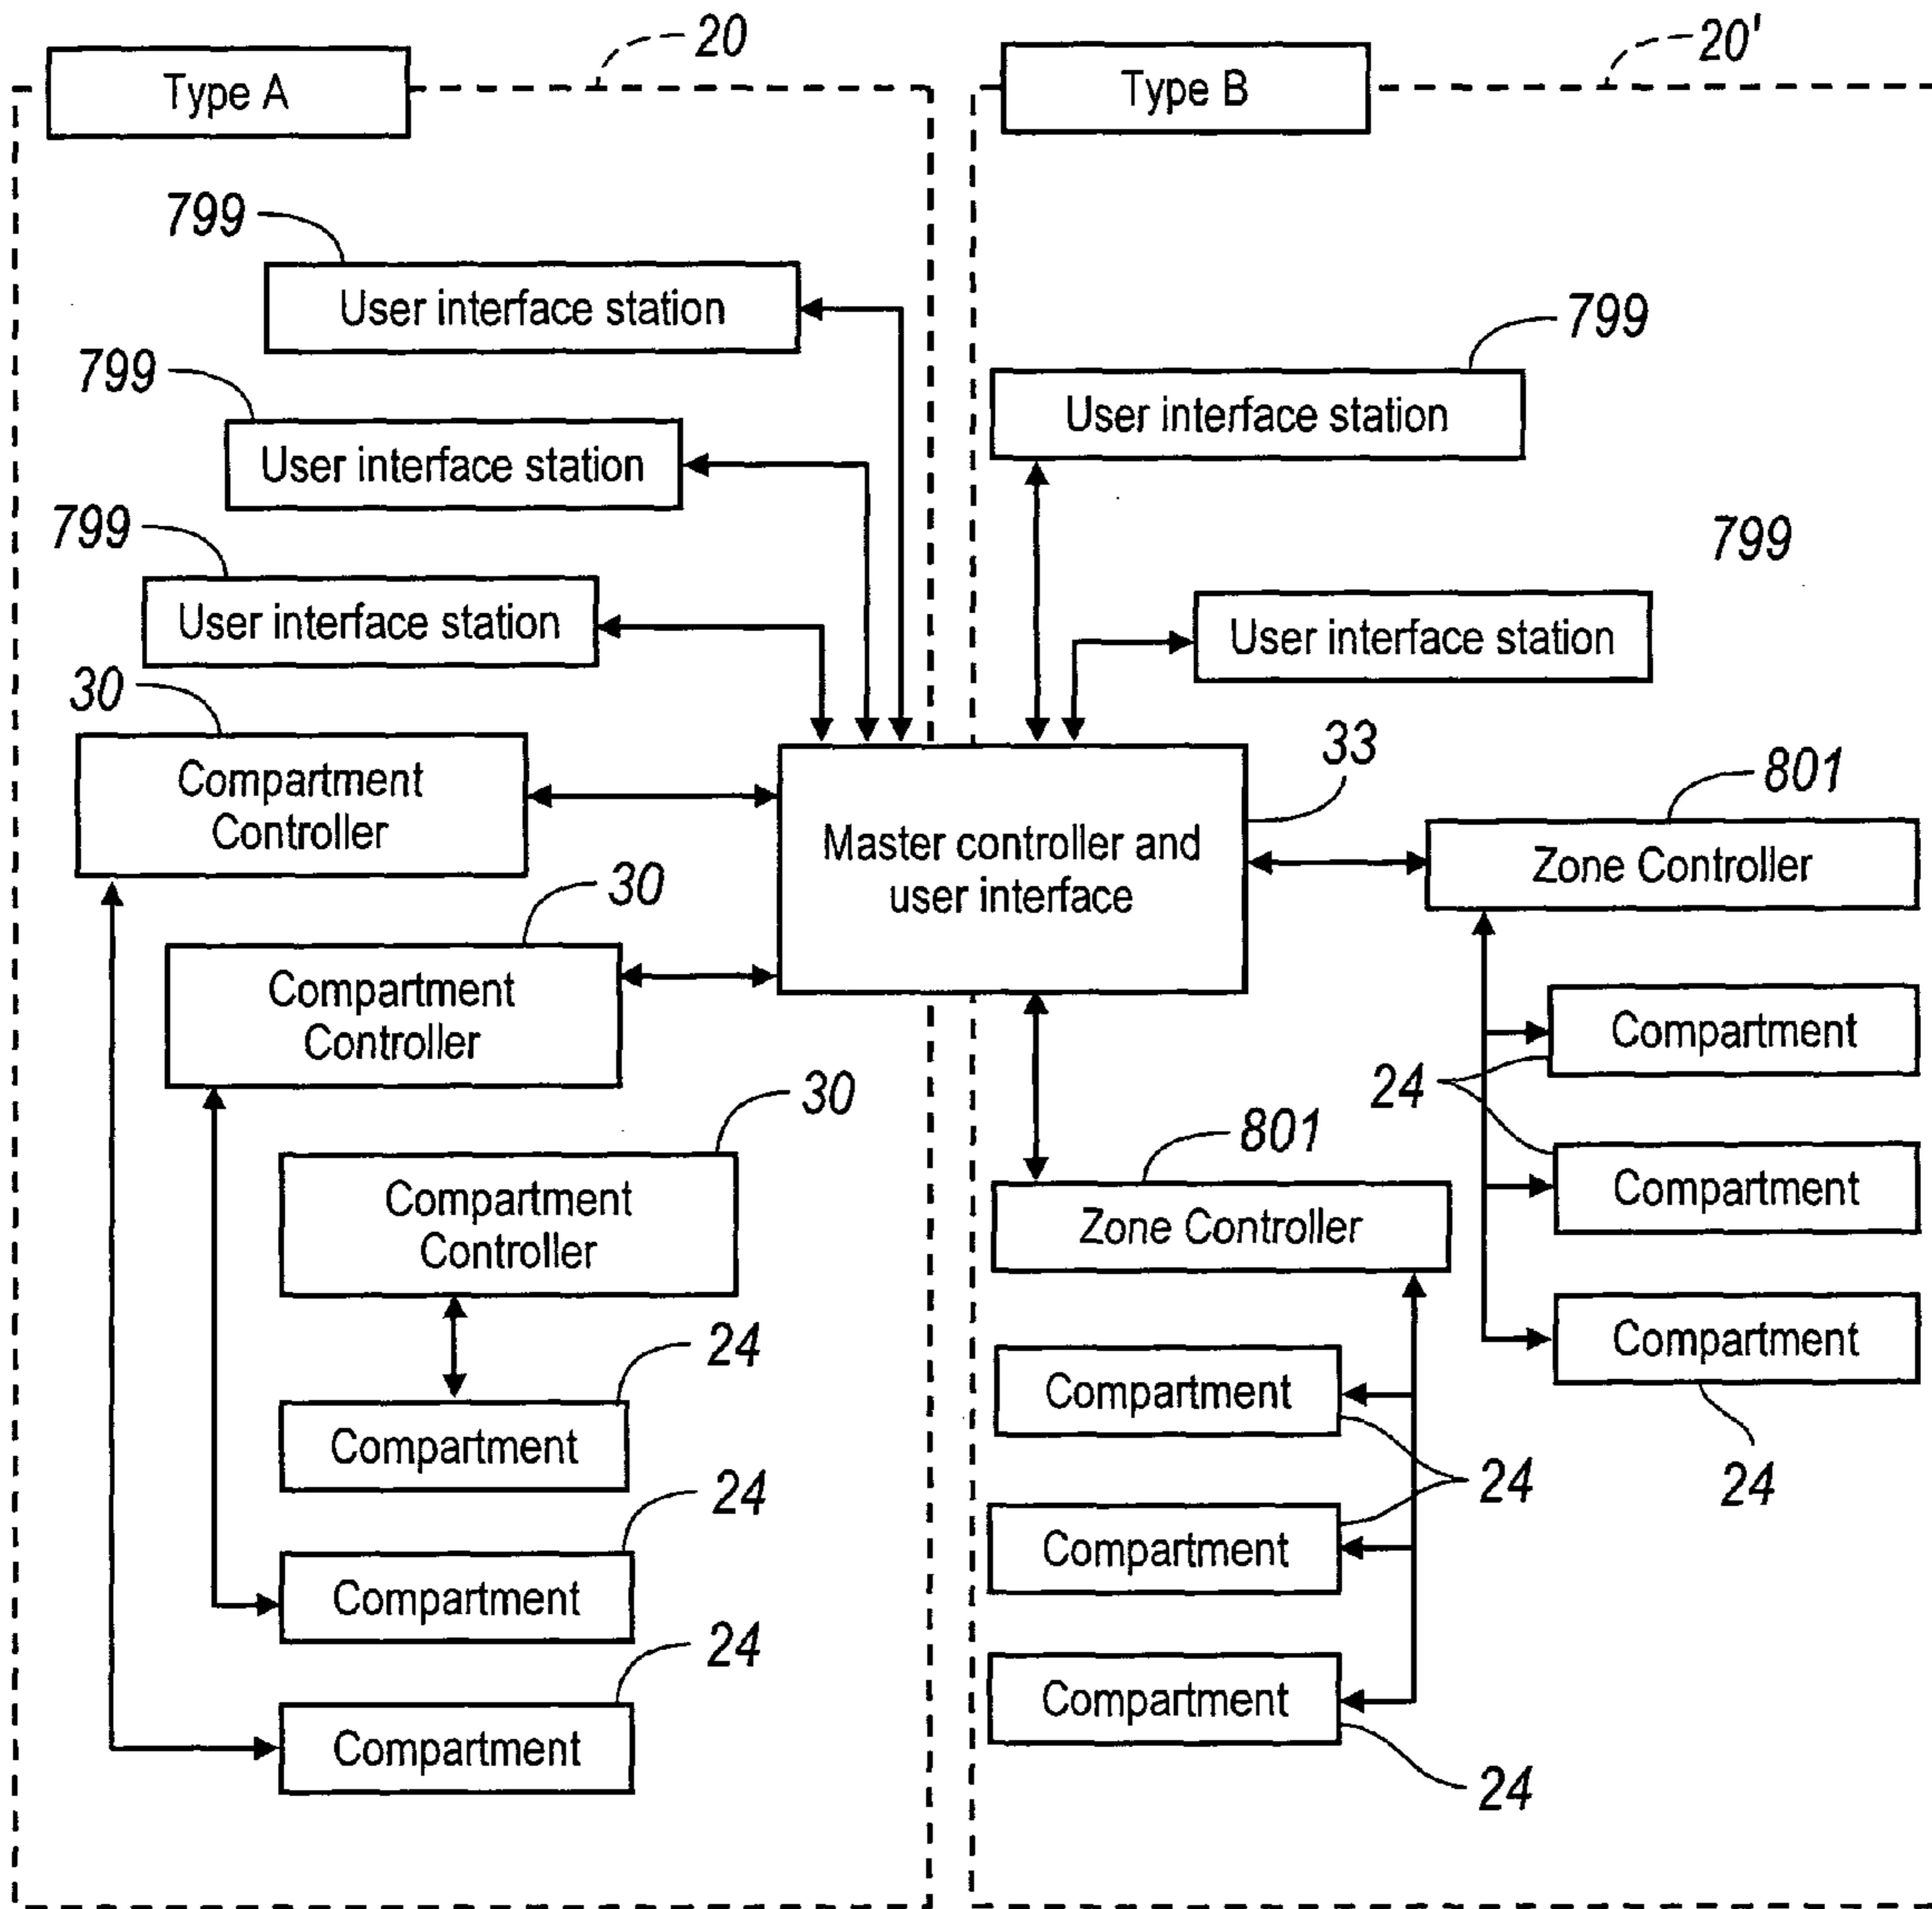 20
20'
Type A
Type B
799
User interface station
799
User interface station
799
User interface station
30
Compartment
Controller
30
Compartment
Controller
30
Compartment
Controller
24
Compartment
24
Compartment
24
Compartment
33
Master controller and
user interface
799
User interface station
799
User interface station
801
Zone Controller
Compartment
24
Compartment
Compartment
24
801
Zone Controller
Compartment
24
Compartment
Compartment
24